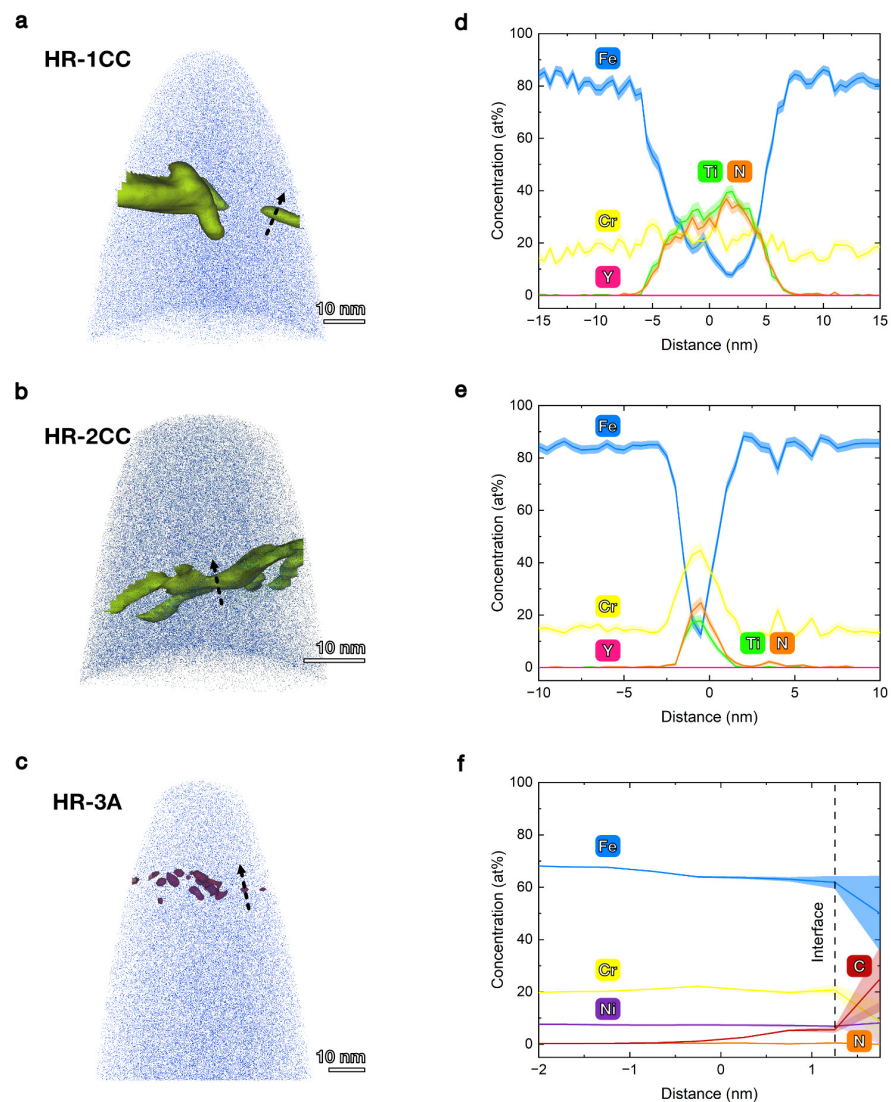 a
HR-1CC
10 nm
b
HR-2CC
10 nm
c
HR-3A
10 nm
d
100
80
60
40
20
0
Concentration (at%)
Fe
Ti N
Cr
Y
−15 −10 −5 0 5 10 15
Distance (nm)
e
100
80
60
40
20
0
Concentration (at%)
Fe
Cr
Y
Ti N
−10 −5 0 5 10
Distance (nm)
f
100
80
60
40
20
0
Concentration (at%)
Fe
Cr
Ni
Interface
C
N
−2 −1 0 1
Distance (nm)